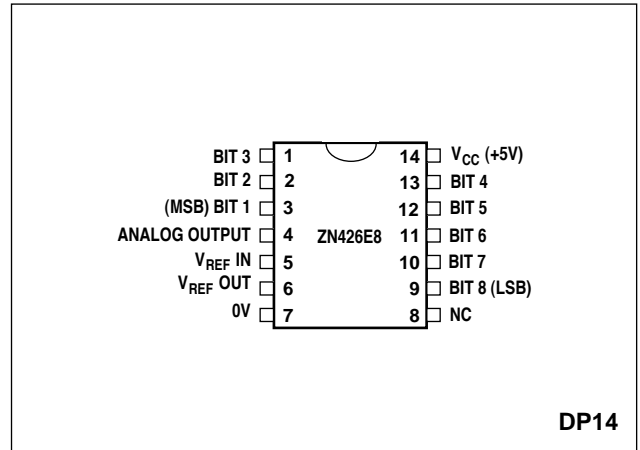 BIT 3 1 14 VCC (+5V)
BIT 2 2 13 BIT 4
(MSB) BIT 1 3 12 BIT 5
ANALOG OUTPUT 4 ZN426E8 11 BIT 6
VREF IN 5 10 BIT 7
VREF OUT 6 9 BIT 8 (LSB)
0V 7 8 NC
DP14